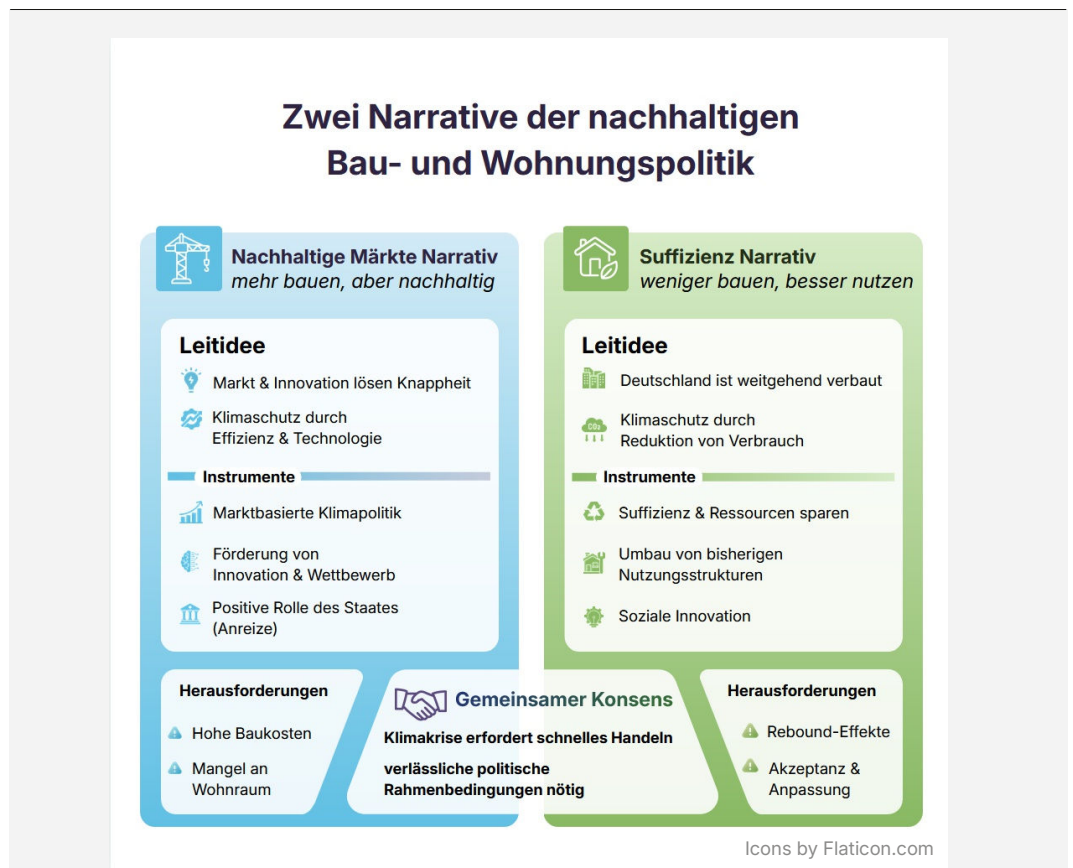 Zwei Narrative der nachhaltigen
Bau- und Wohnungspolitik
Nachhaltige Märkte Narrativ
mehr bauen, aber nachhaltig
Leitidee
Markt & Innovation lösen Knappheit
Klimaschutz durch
Effizienz & Technologie
Instrumente
Marktbasierte Klimapolitik
Förderung von
Innovation & Wettbewerb
Positive Rolle des Staates
(Anreize)
Herausforderungen
Hohe Baukosten
Mangel an
Wohnraum
Suffizienz Narrativ
weniger bauen, besser nutzen
Leitidee
Deutschland ist weitgehend verbaut
CO₂
Klimaschutz durch
Reduktion von Verbrauch
Instrumente
Suffizienz & Ressourcen sparen
Umbau von bisherigen
Nutzungsstrukturen
Soziale Innovation
Gemeinsamer Konsens
Klimakrise erfordert schnelles Handeln
verlässliche politische
Rahmenbedingungen nötig
Herausforderungen
Rebound-Effekte
Akzeptanz &
Anpassung
Icons by Flaticon.com